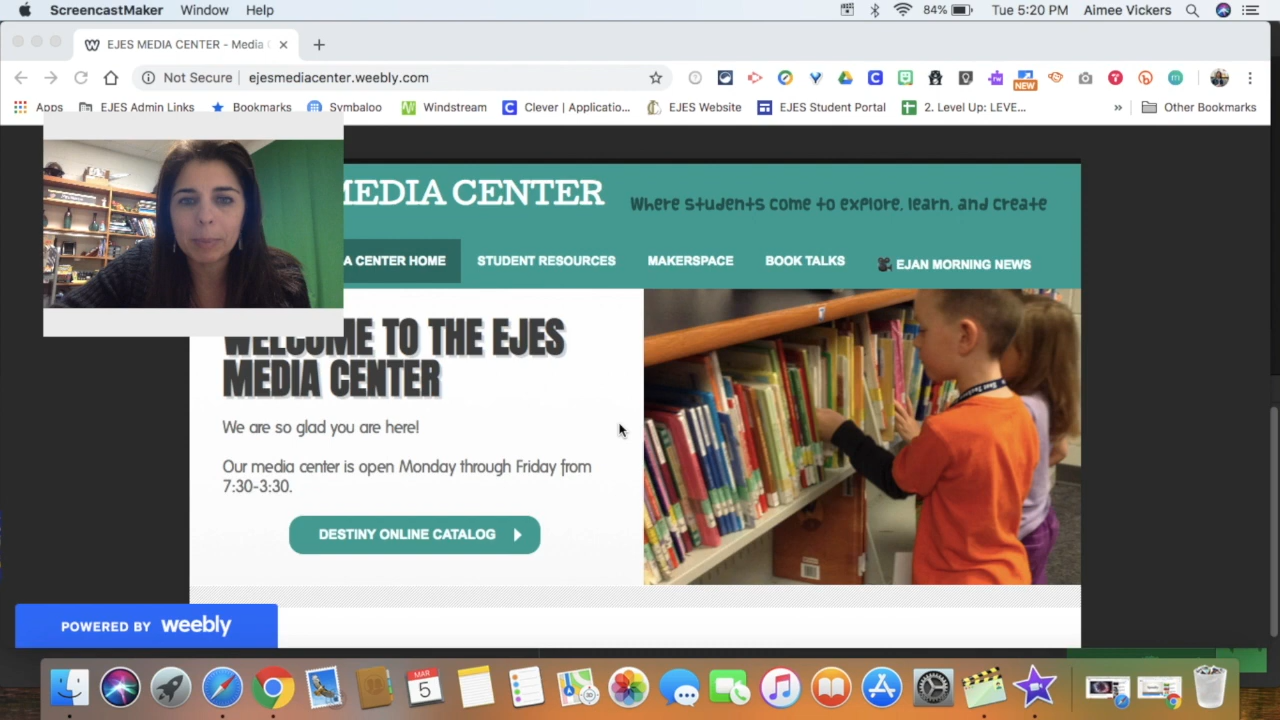 ScreencastMaker Window Help 84% Tue 5:20 PM Aimee Vickers
EJES MEDIA CENTER - Media
Not Secure | ejesmediacenter.weebly.com
NEW
Apps EJES Admin Links Bookmarks Symbaloo Windstream Clever | Applicatio... EJES Website EJES Student Portal 2. Level Up: LEVE... » Other Bookmarks
MEDIA CENTER Where students come to explore, learn, and create
A CENTER HOME STUDENT RESOURCES MAKERSPACE BOOK TALKS EJAN MORNING NEWS
WELCOME TO THE EJES
MEDIA CENTER
We are so glad you are here!
Our media center is open Monday through Friday from
7:30-3:30.
DESTINY ONLINE CATALOG
POWERED BY weebly
MAR
5